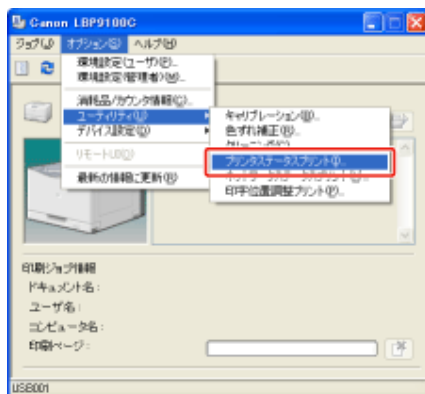 Canon LBP9100C
ジョブ(J) オプション(S) ヘルプ(H)
環境設定(ユーザ)(P)...
環境設定(管理者)(M)...
消耗品/カウンタ情報(C)...
ユーティリティ(U)
デバイス設定(D)
リモートUI(O)
最新の情報に更新(R)
キャリブレーション(B)...
色ずれ補正(R)...
クリーニング
プリンタステータスプリント(I)...
印字位置調整プリント(P)...
印刷ジョブ情報
ドキュメント名:
ユーザ名:
コンピュータ名:
印刷ページ:
USB001